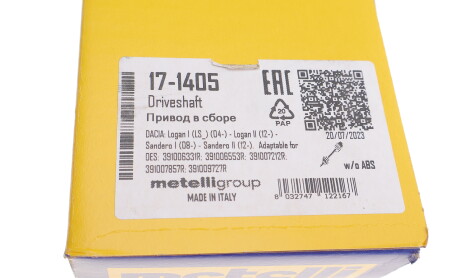 17-1405
EAC
Driveshaft
Привод в сборе
20
PAP
20/07/2023
DACIA: Logan I (LS_) (04-) - Logan II (12-) -
Sandero I (08-) - Sandero II (12-). Adaptable for
OES: 391006331R; 391006553R; 391007212R;
391007857R; 391009727R
w/o ABS
metelligroup
MADE IN ITALY
8 032747 122167
metelli